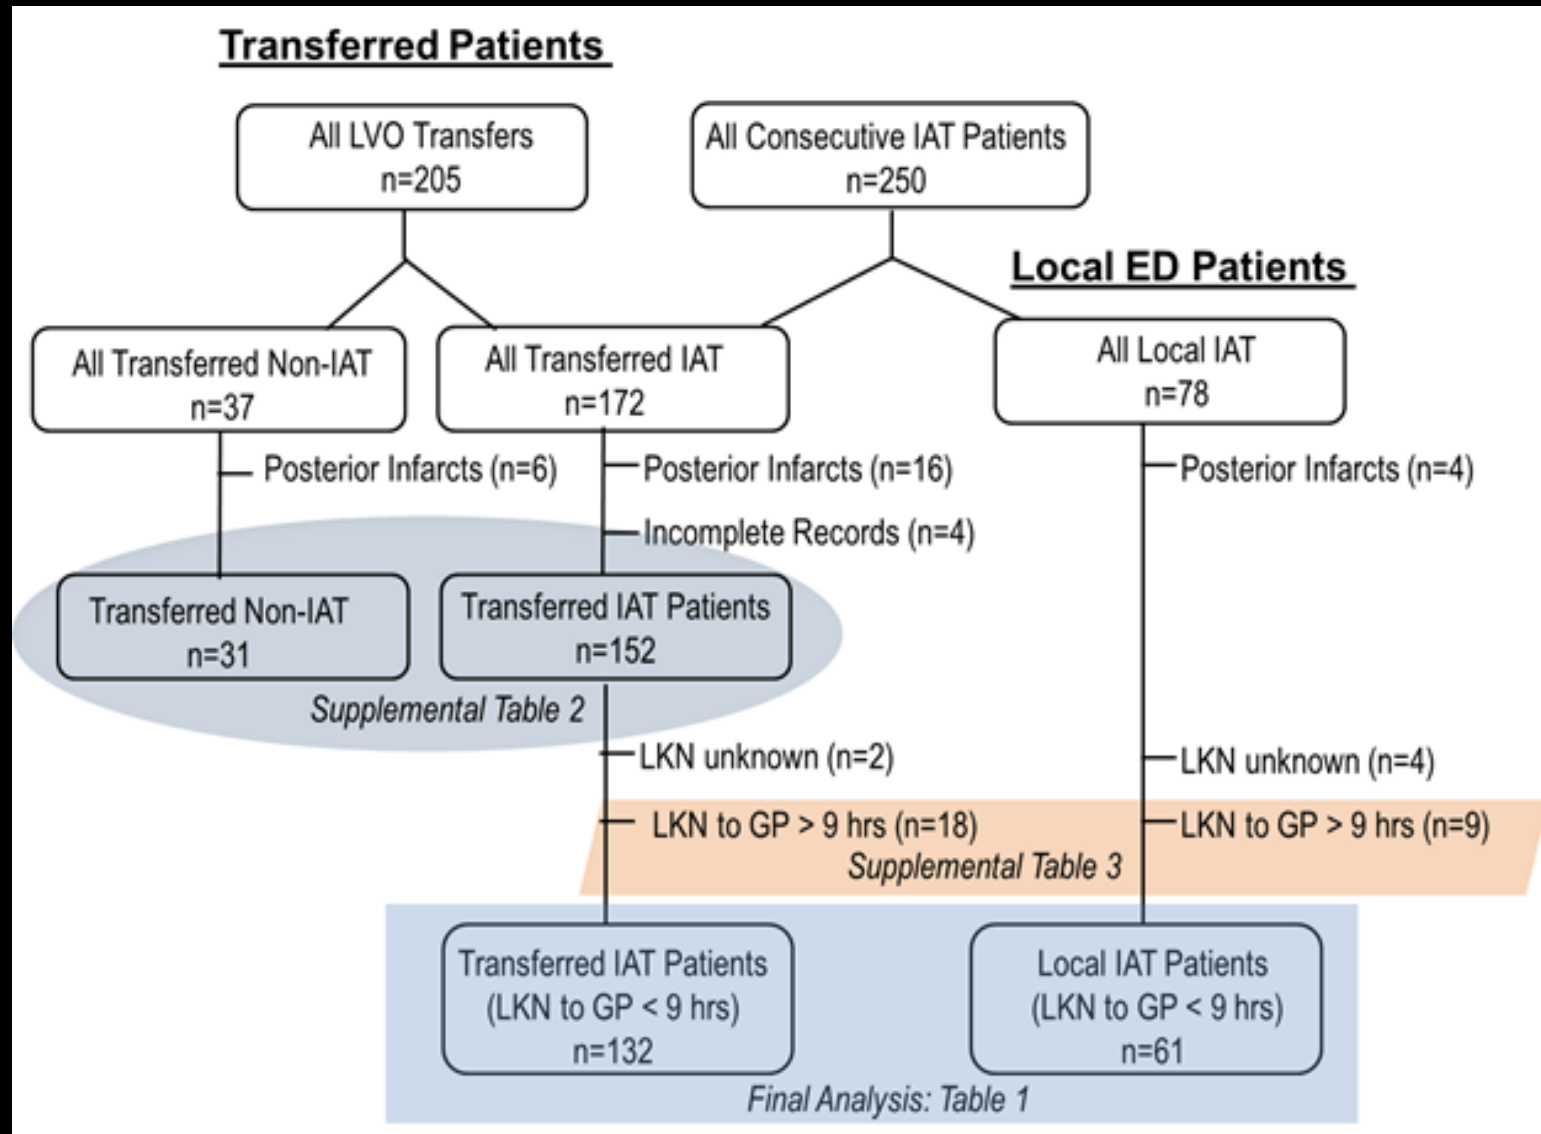 Transferred Patients
All LVO Transfers
n=205
All Consecutive IAT Patients
n=250
Local ED Patients
All Transferred Non-IAT
n=37
All Transferred IAT
n=172
All Local IAT
n=78
Posterior Infarcts (n=6)
Posterior Infarcts (n=16)
Posterior Infarcts (n=4)
Incomplete Records (n=4)
Transferred Non-IAT
n=31
Transferred IAT Patients
n=152
Supplemental Table 2
LKN unknown (n=2)
LKN unknown (n=4)
LKN to GP > 9 hrs (n=18)
LKN to GP > 9 hrs (n=9)
Supplemental Table 3
Transferred IAT Patients
(LKN to GP < 9 hrs)
n=132
Local IAT Patients
(LKN to GP < 9 hrs)
n=61
Final Analysis: Table 1